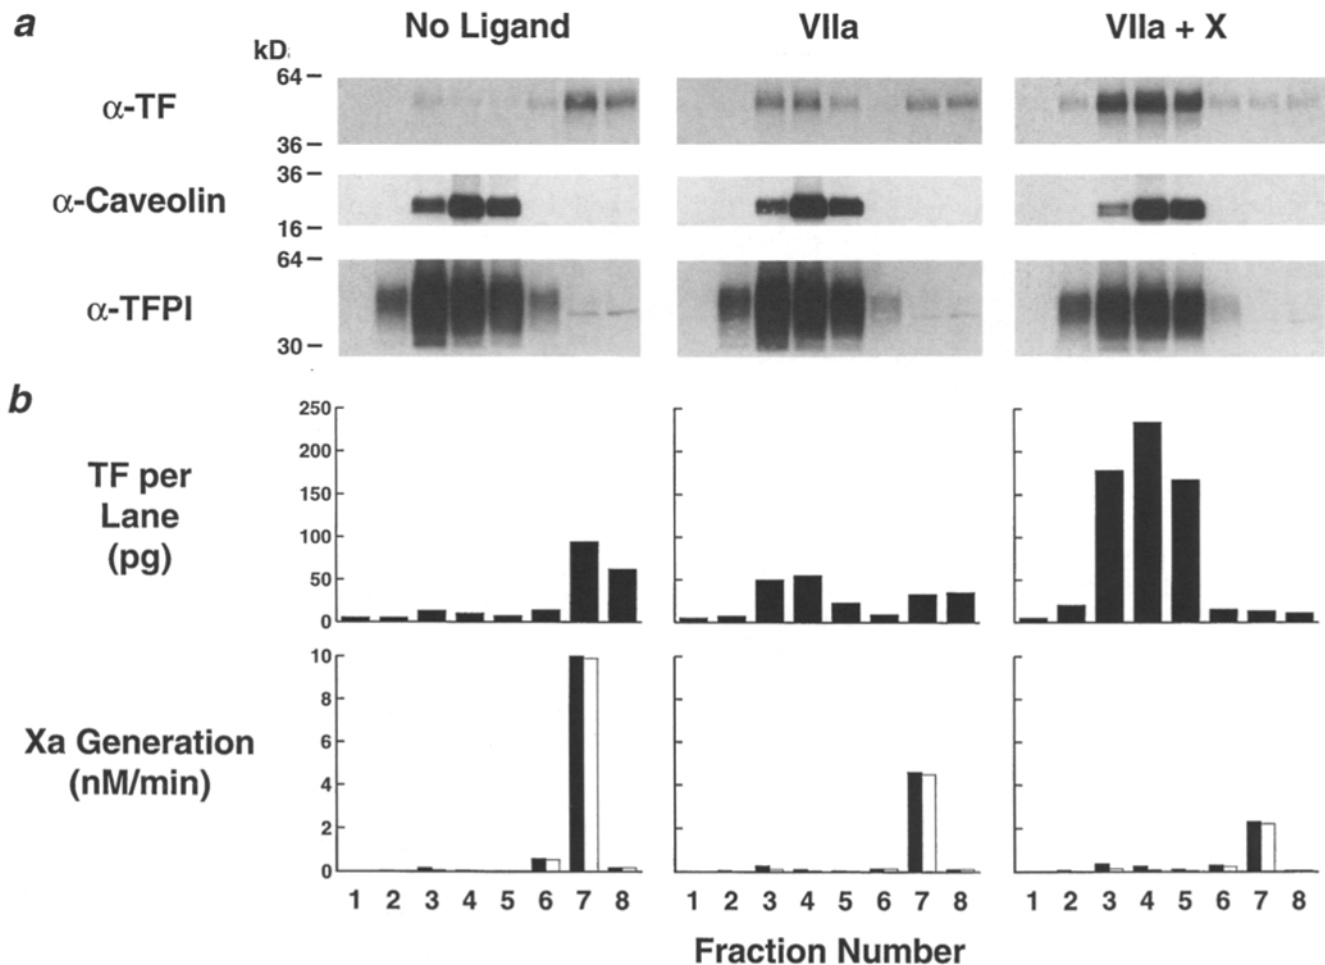 a
No Ligand
VIIa
VIIa + X
kD
α-TF
64
36
α-Caveolin
36
16
α-TFPI
64
30
b
TF per
Lane
(pg)
250
200
150
100
50
0
Xa Generation
(nM/min)
10
8
6
4
2
0
1 2 3 4 5 6 7 8
1 2 3 4 5 6 7 8
1 2 3 4 5 6 7 8
Fraction Number